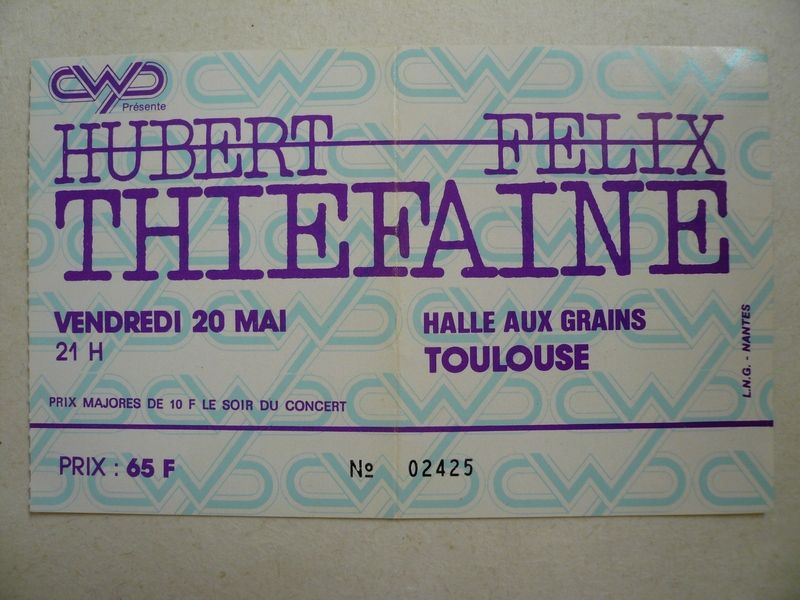 CWD
Présente
HUBERT FELIX
THIEFAINE
VENDREDI 20 MAI
21 H
HALLE AUX GRAINS
TOULOUSE
PRIX MAJORES DE 10 F LE SOIR DU CONCERT
L.N.G. - NANTES
PRIX : 65 F
Nº 02425